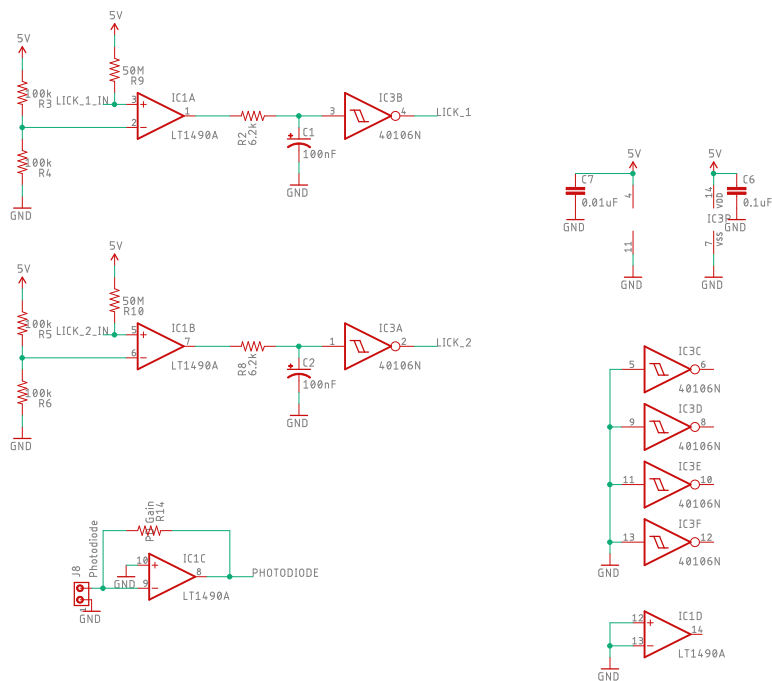 5V
5V
50M
R9
100k
R3
LICK_1_IN
3
2
IC1A
1
LT1490A
R2
6.2k
C1
100nF
GND
3
IC3B
4
LICK_1
40106N
R4
100k
GND
5V
C7
0.01uF
GND
4
11
GND
5V
14
VDD
IC3P
7
VSS
GND
C6
0.1uF
GND
5V
5V
50M
R10
100k
R5
LICK_2_IN
5
6
IC1B
7
LT1490A
R8
6.2k
C2
100nF
GND
1
IC3A
2
LICK_2
40106N
100k
R6
GND
IC3C
5
6
40106N
IC3D
9
8
40106N
IC3E
11
10
40106N
IC3F
13
12
40106N
GND
J8
Photodiode
GND
R14
GND
10
9
IC1C
8
LT1490A
PHOTODIODE
12
13
IC1D
14
LT1490A
GND